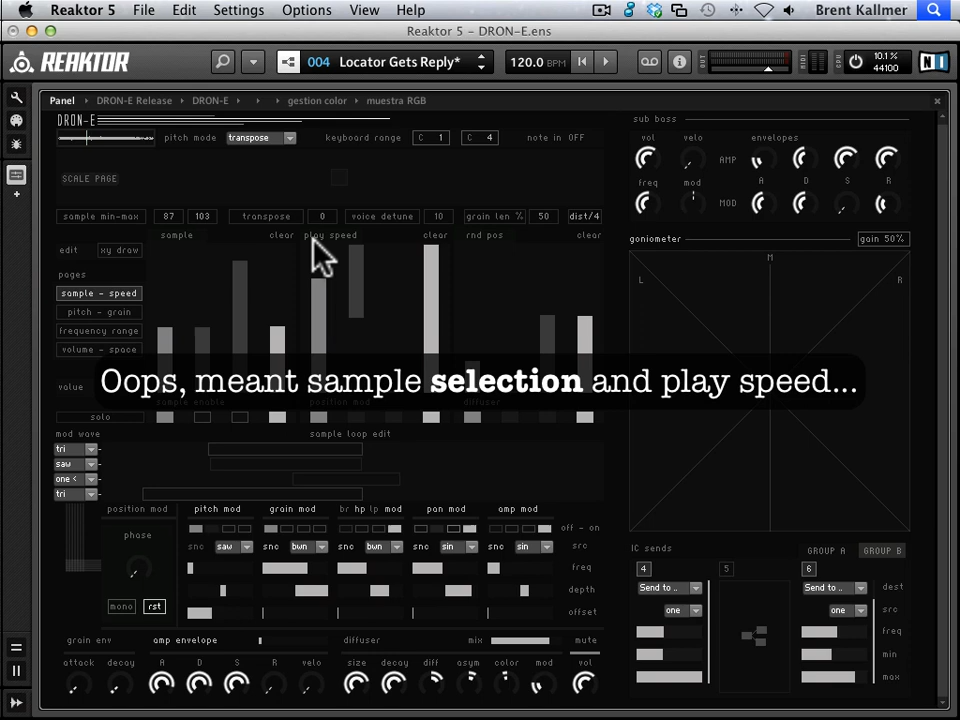 Reaktor 5 File Edit Settings Options View Help Brent Kallmer
Reaktor 5 – DRON-E.ens
REAKTOR 004 Locator Gets Reply* 120.0 BPM OUT 10.1 % 44100
Panel DRON-E Release DRON-E gestion color muestra RGB
DRON-E
sub bass
pitch mode transpose keyboard range C 1 C 4 note in OFF
vol velo envelopes
AMP
SCALE PAGE
freq mod A D S R
MOD
sample min-max 87 103 transpose 0 voice detune 10 grain len % 50 dist/4
sample clear play speed clear rnd pos clear
goniometer gain 50%
edit xy draw
M
pages
L R
sample - speed
pitch - grain
frequency range
volume - space
Oops, meant sample selection and play speed...
value
sample enable position mod diffuser
solo
mod wave sample loop edit
tri
saw
one <
tri
position mod pitch mod grain mod br hp lp mod pan mod amp mod
off - on
phase
snc saw snc bwn snc bwn snc sin snc sin src
freq
depth
mono rst
offset
IC sends GROUP A GROUP B
4 5 6
Send to .. Send to .. dest
one one src
freq
min
max
grain env amp envelope diffuser mix mute
attack decay A D S R velo size decay diff asym color mod vol